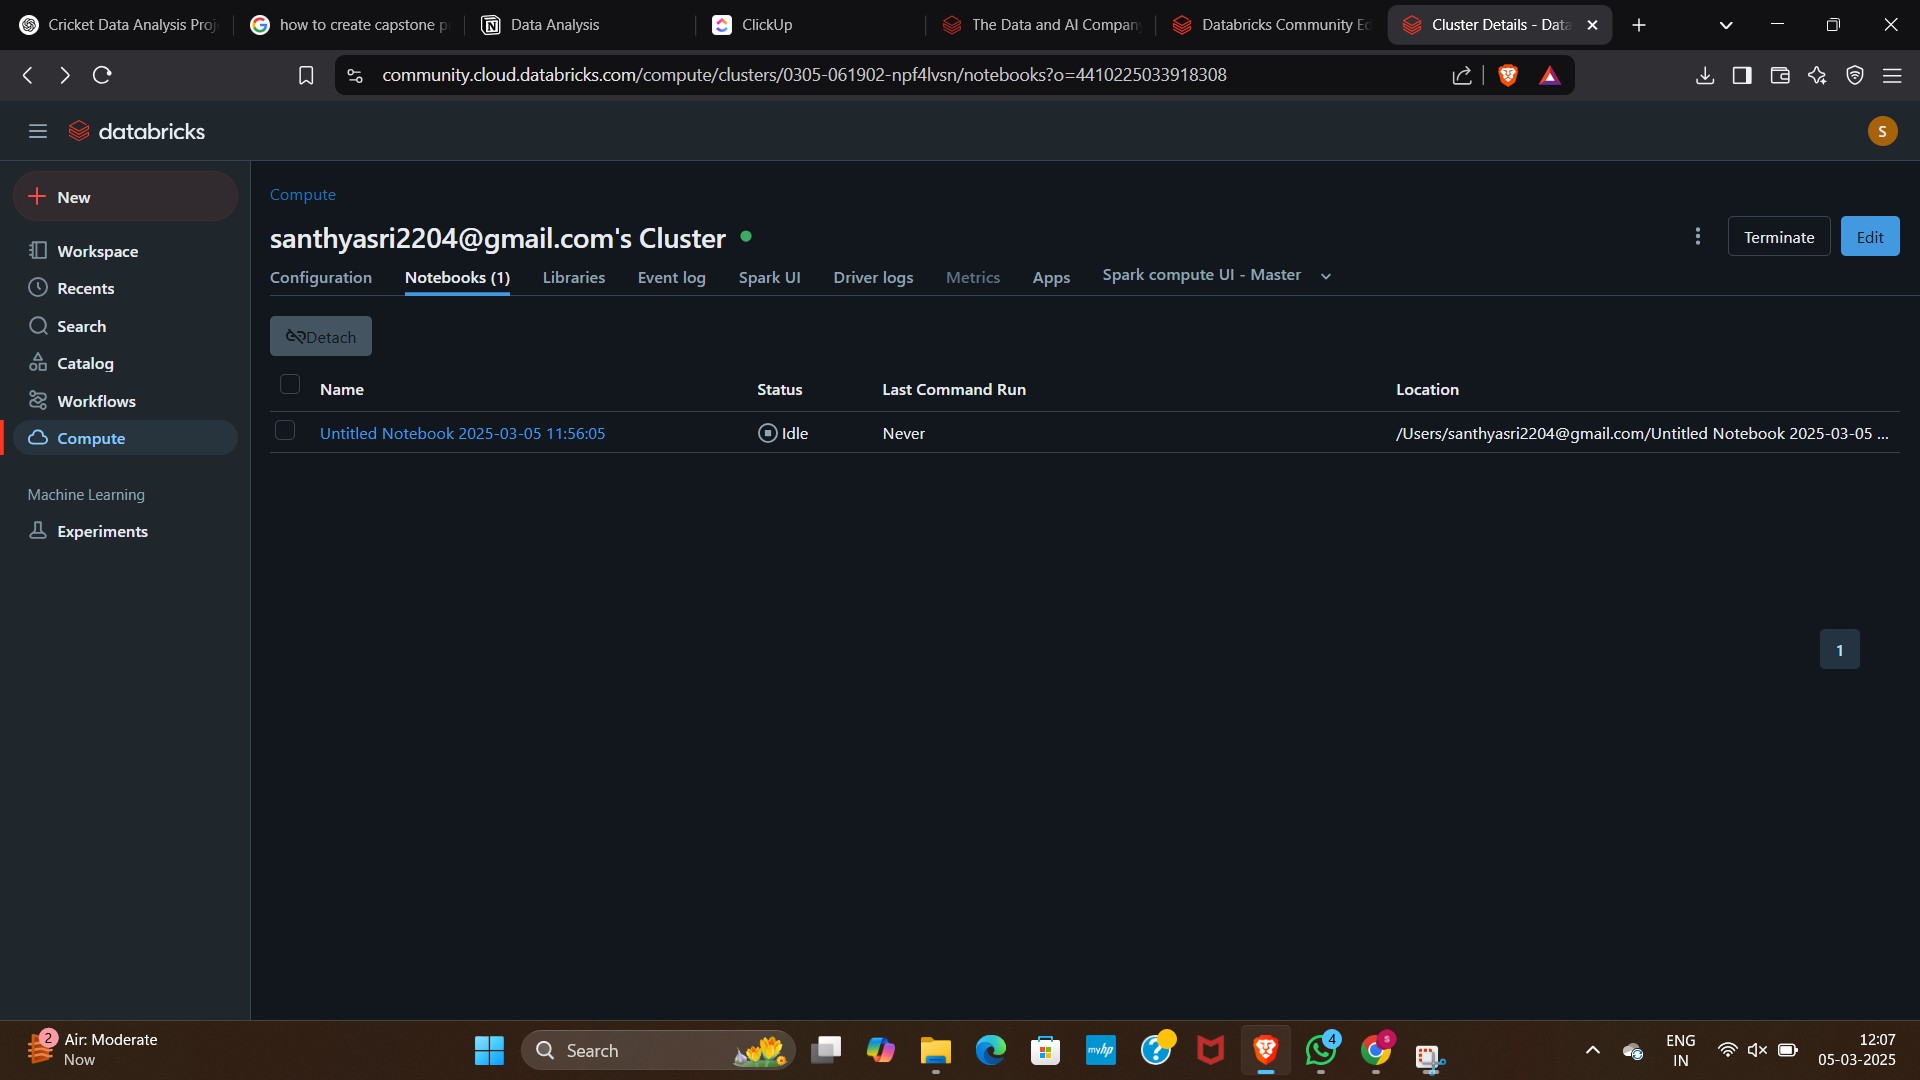 Cricket Data Analysis Proj
how to create capstone p
Data Analysis
ClickUp
The Data and AI Company
Databricks Community Ed
Cluster Details - Data
community.cloud.databricks.com/compute/clusters/0305-061902-npf4lvsn/notebooks?o=4410225033918308
databricks
S
New
Workspace
Recents
Search
Catalog
Workflows
Compute
Machine Learning
Experiments
Compute
santhyasri2204@gmail.com's Cluster
Terminate
Edit
Configuration
Notebooks (1)
Libraries
Event log
Spark UI
Driver logs
Metrics
Apps
Spark compute UI - Master
Detach
Name
Status
Last Command Run
Location
Untitled Notebook 2025-03-05 11:56:05
Idle
Never
/Users/santhyasri2204@gmail.com/Untitled Notebook 2025-03-05 ...
1
2
Air: Moderate
Now
Search
myhp
4
S
ENG
IN
12:07
05-03-2025